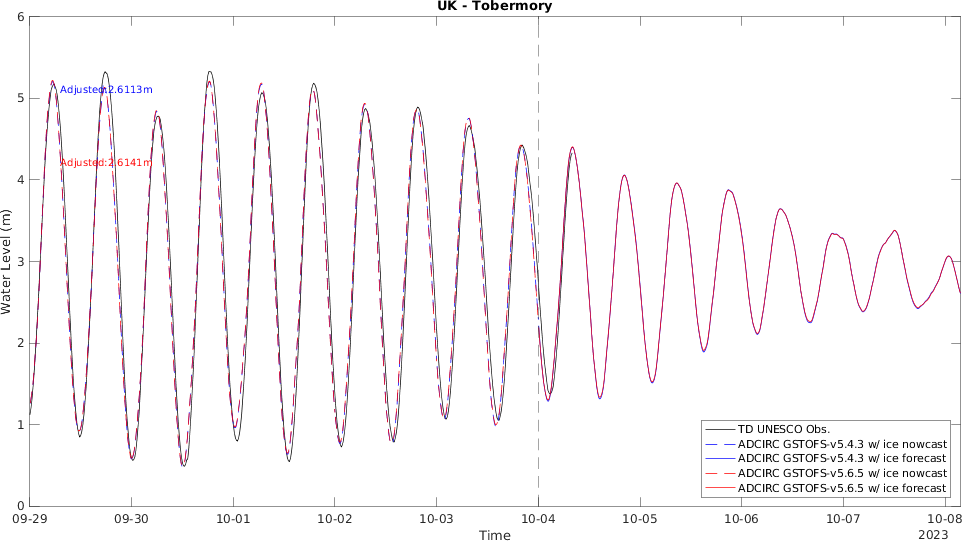 UK - Tobermory
6
5
4
3
2
1
0
Water Level (m)
Adjusted:2.6113m
Adjusted:2.6141m
TD UNESCO Obs.
ADCIRC GSTOFS-v5.4.3 w/ ice nowcast
ADCIRC GSTOFS-v5.4.3 w/ ice forecast
ADCIRC GSTOFS-v5.6.5 w/ ice nowcast
ADCIRC GSTOFS-v5.6.5 w/ ice forecast
09-29 09-30 10-01 10-02 10-03 10-04 10-05 10-06 10-07 10-08
Time
2023